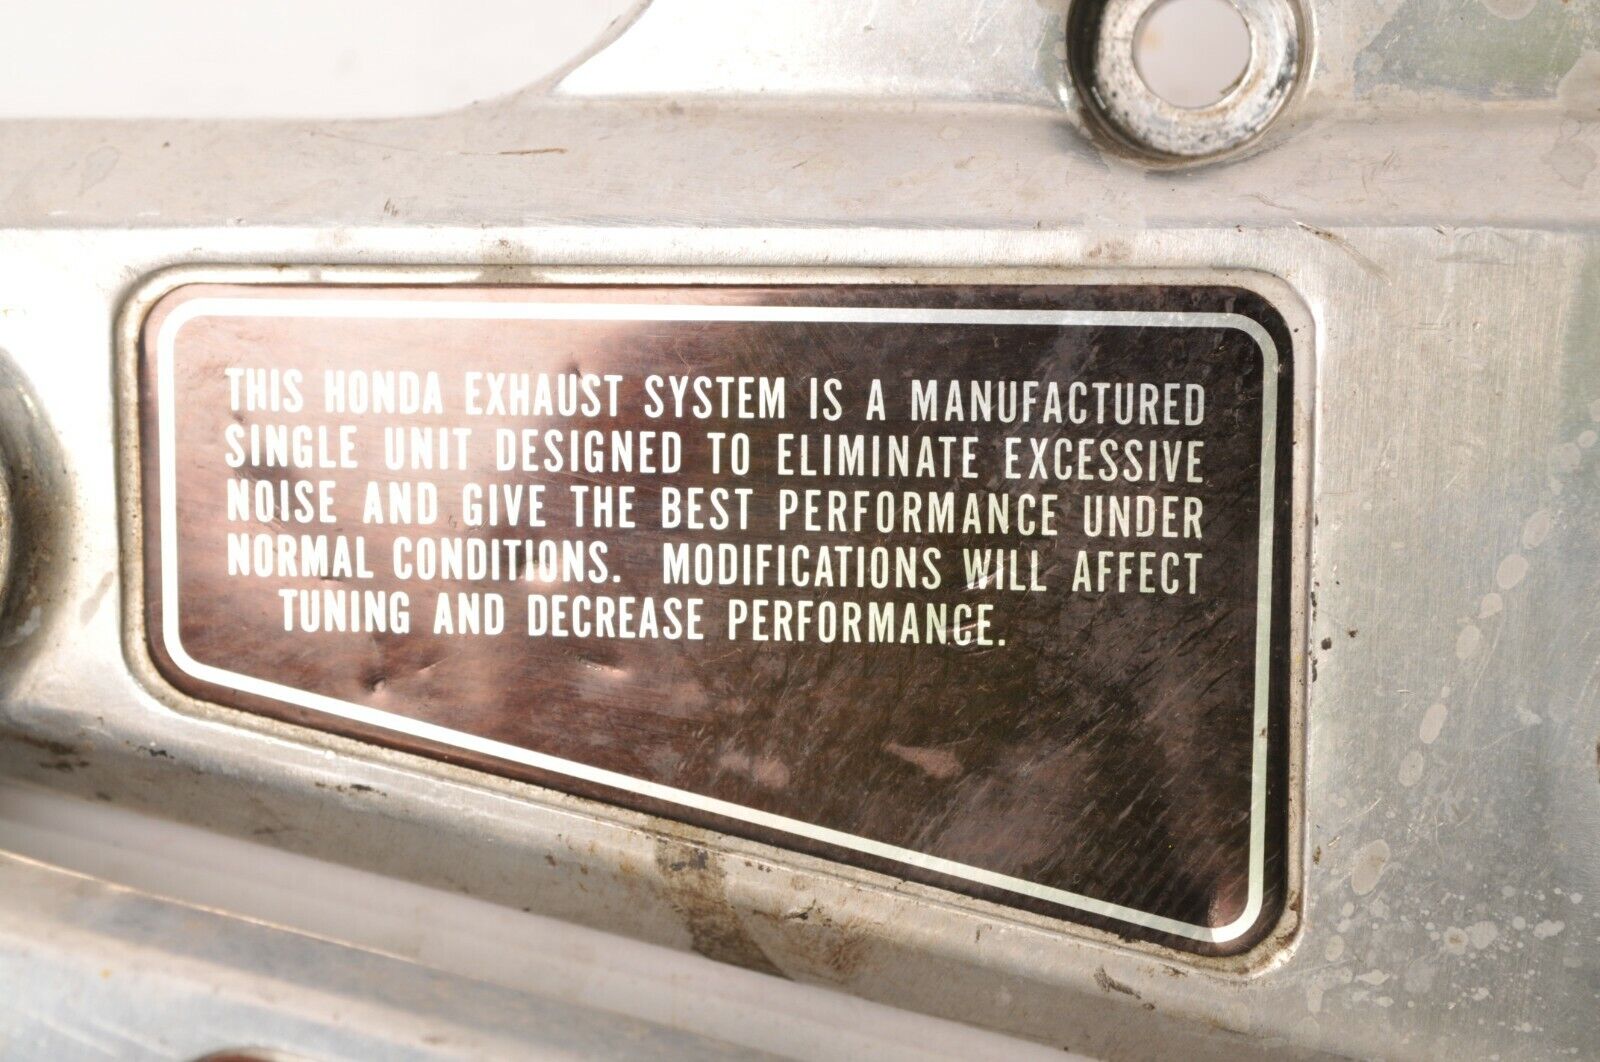 THIS HONDA EXHAUST SYSTEM IS A MANUFACTURED
SINGLE UNIT DESIGNED TO ELIMINATE EXCESSIVE
NOISE AND GIVE THE BEST PERFORMANCE UNDER
NORMAL CONDITIONS. MODIFICATIONS WILL AFFECT
TUNING AND DECREASE PERFORMANCE.